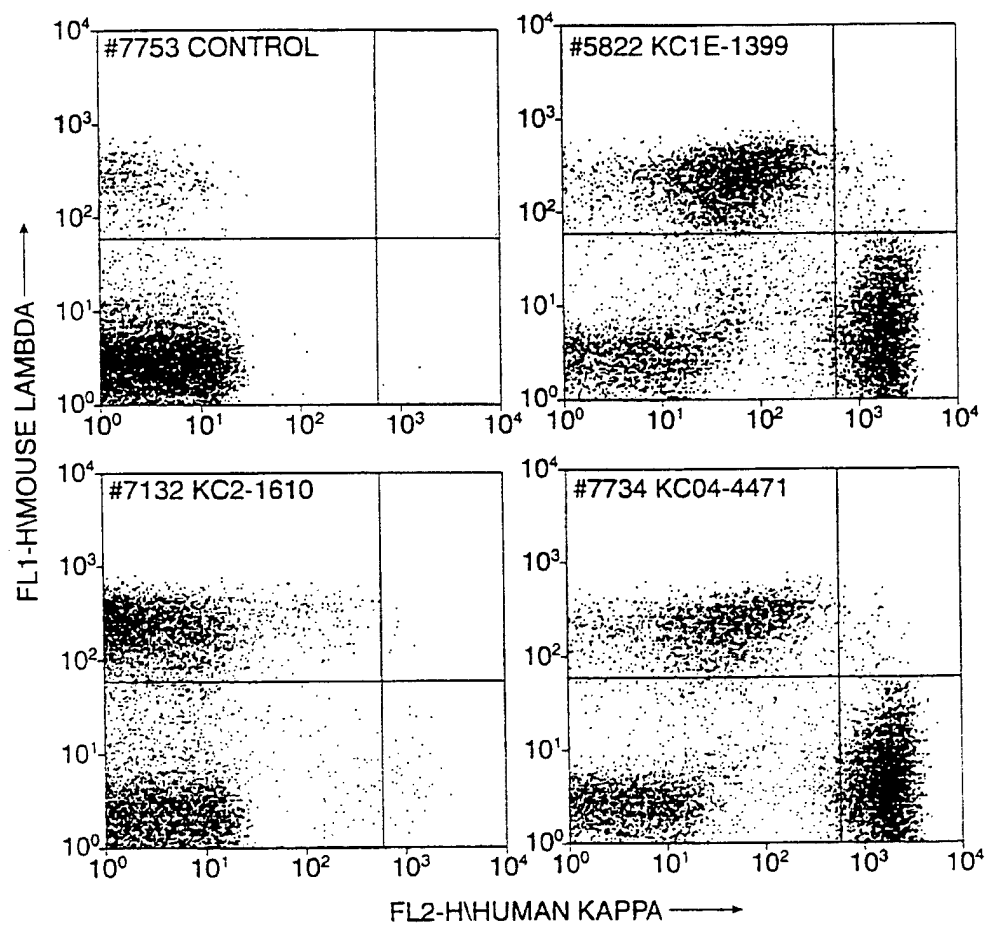 #7753 CONTROL
10⁴
10³
10²
10¹
10⁰
10⁰ 10¹ 10² 10³ 10⁴
#5822 KC1E-1399
10⁴
10³
10²
10¹
10⁰
10⁰ 10¹ 10² 10³ 10⁴
#7132 KC2-1610
10⁴
10³
10²
10¹
10⁰
10⁰ 10¹ 10² 10³ 10⁴
#7734 KC04-4471
10⁴
10³
10²
10¹
10⁰
10⁰ 10¹ 10² 10³ 10⁴
FL1-H\MOUSE LAMBDA
FL2-H\HUMAN KAPPA